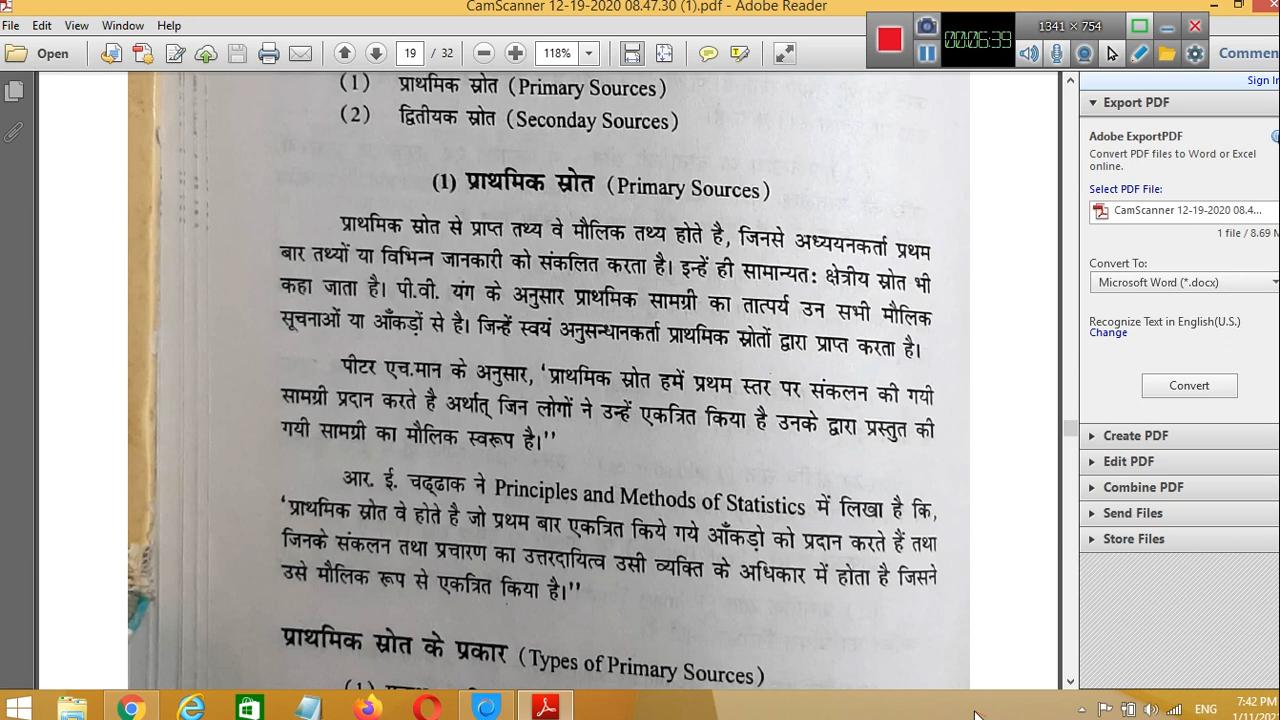 CamScanner 12-19-2020 08.47.30 (1).pdf - Adobe Reader
File Edit View Window Help
1341 × 754
00:06:39
Open
19 / 32
118%
Comment
Sign In
(1) प्राथमिक स्रोत (Primary Sources)
(2) द्वितीयक स्रोत (Seconday Sources)
(1) प्राथमिक स्रोत (Primary Sources)
प्राथमिक स्रोत से प्राप्त तथ्य वे मौलिक तथ्य होते है, जिनसे अध्ययनकर्ता प्रथम
बार तथ्यों या विभिन्न जानकारी को संकलित करता है। इन्हें ही सामान्यत: क्षेत्रीय स्रोत भी
कहा जाता है। पी.वी. यंग के अनुसार प्राथमिक सामग्री का तात्पर्य उन सभी मौलिक
सूचनाओं या आँकड़ों से है। जिन्हें स्वयं अनुसन्धानकर्ता प्राथमिक स्रोतों द्वारा प्राप्त करता है।
पीटर एच.मान के अनुसार, ‘प्राथमिक स्रोत हमें प्रथम स्तर पर संकलन की गयी
सामग्री प्रदान करते है अर्थात् जिन लोगों ने उन्हें एकत्रित किया है उनके द्वारा प्रस्तुत की
गयी सामग्री का मौलिक स्वरूप है।’’
आर. ई. चढ्ढाक ने Principles and Methods of Statistics में लिखा है कि,
‘प्राथमिक स्रोत वे होते है जो प्रथम बार एकत्रित किये गये आँकड़ो को प्रदान करते हैं तथा
जिनके संकलन तथा प्रचारण का उत्तरदायित्व उसी व्यक्ति के अधिकार में होता है जिसने
उसे मौलिक रूप से एकत्रित किया है।’’
प्राथमिक स्रोत के प्रकार (Types of Primary Sources)
(1)
Export PDF
Adobe ExportPDF
Convert PDF files to Word or Excel
online.
Select PDF File:
CamScanner 12-19-2020 08.4...
1 file / 8.69 M
Convert To:
Microsoft Word (*.docx)
Recognize Text in English(U.S.)
Change
Convert
Create PDF
Edit PDF
Combine PDF
Send Files
Store Files
ENG
7:42 PM
1/11/202